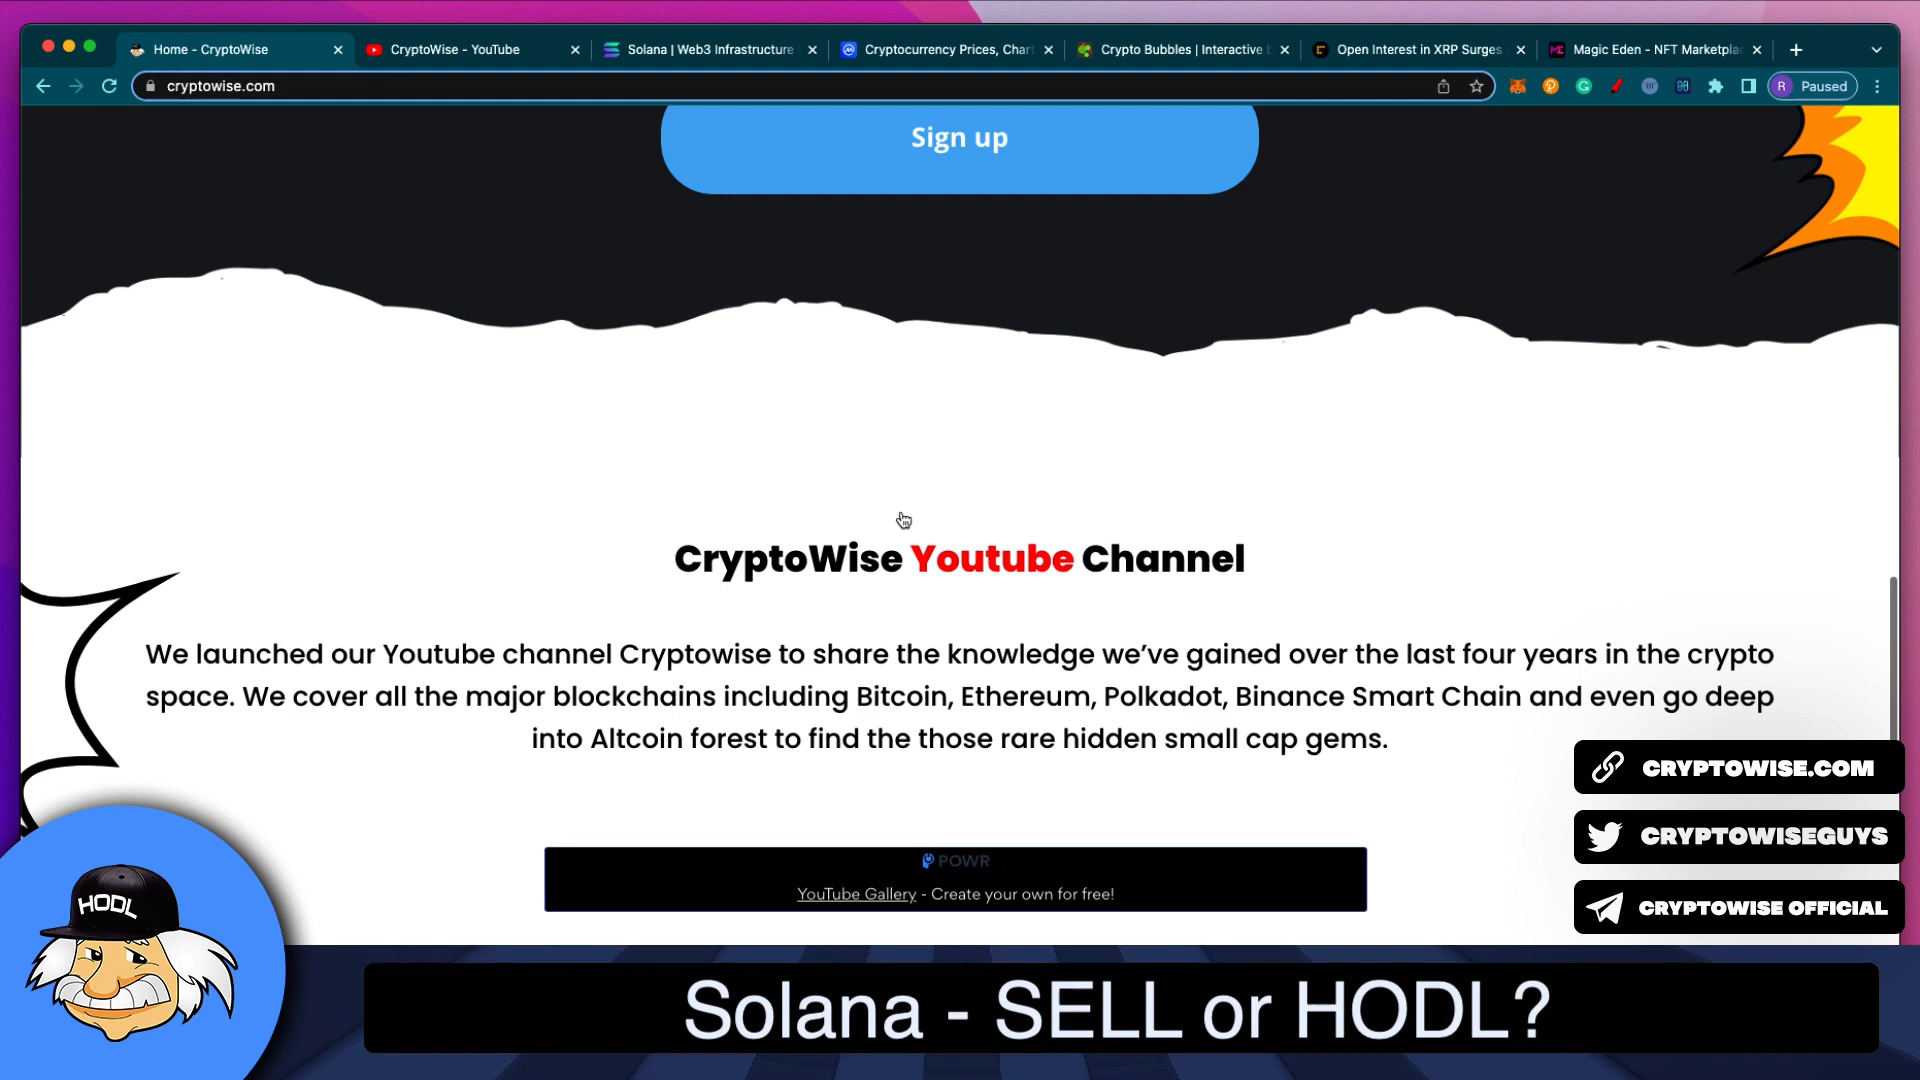 Home - CryptoWise
CryptoWise - YouTube
Solana | Web3 Infrastructure
Cryptocurrency Prices, Chart
Crypto Bubbles | Interactive
Open Interest in XRP Surges
Magic Eden - NFT Marketpla
cryptowise.com
R Paused
Sign up
CryptoWise Youtube Channel
We launched our Youtube channel Cryptowise to share the knowledge we've gained over the last four years in the crypto
space. We cover all the major blockchains including Bitcoin, Ethereum, Polkadot, Binance Smart Chain and even go deep
into Altcoin forest to find the those rare hidden small cap gems.
POWR
YouTube Gallery - Create your own for free!
CRYPTOWISE.COM
CRYPTOWISEGUYS
CRYPTOWISE OFFICIAL
HODL
Solana - SELL or HODL?